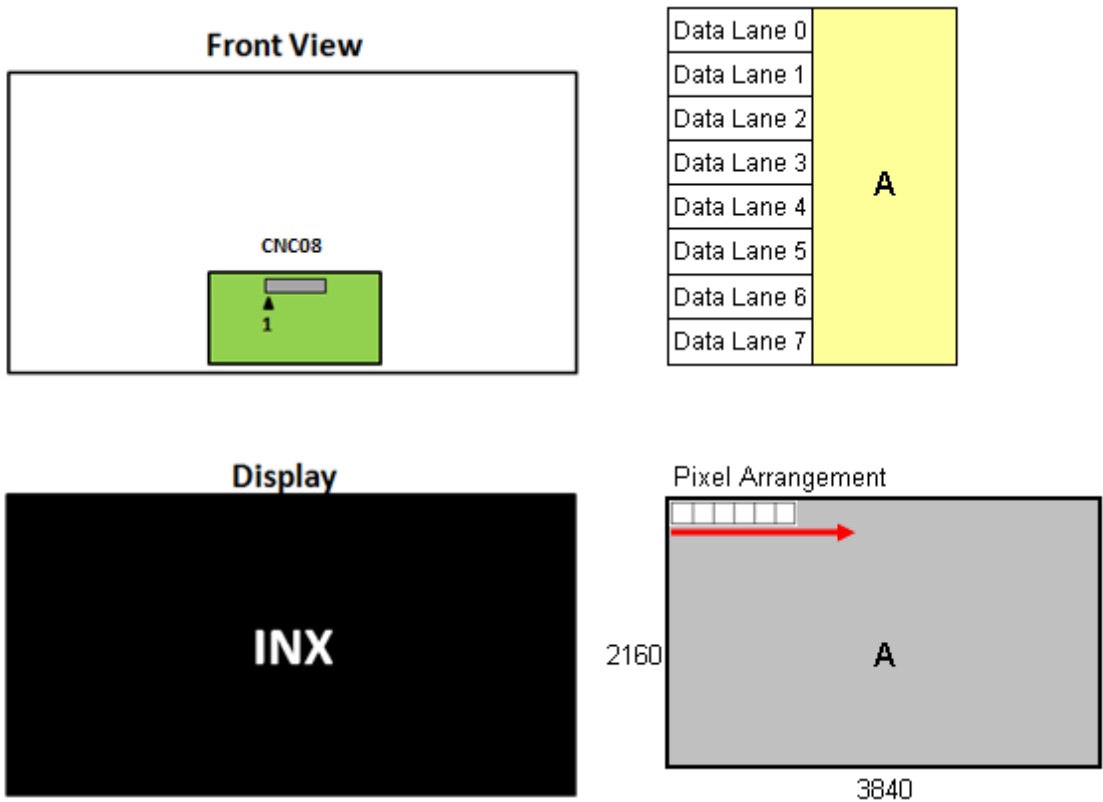 Front View
CNC08
1
Data Lane 0
Data Lane 1
Data Lane 2
Data Lane 3
Data Lane 4
Data Lane 5
Data Lane 6
Data Lane 7
A
Display
INX
Pixel Arrangement
2160
A
3840